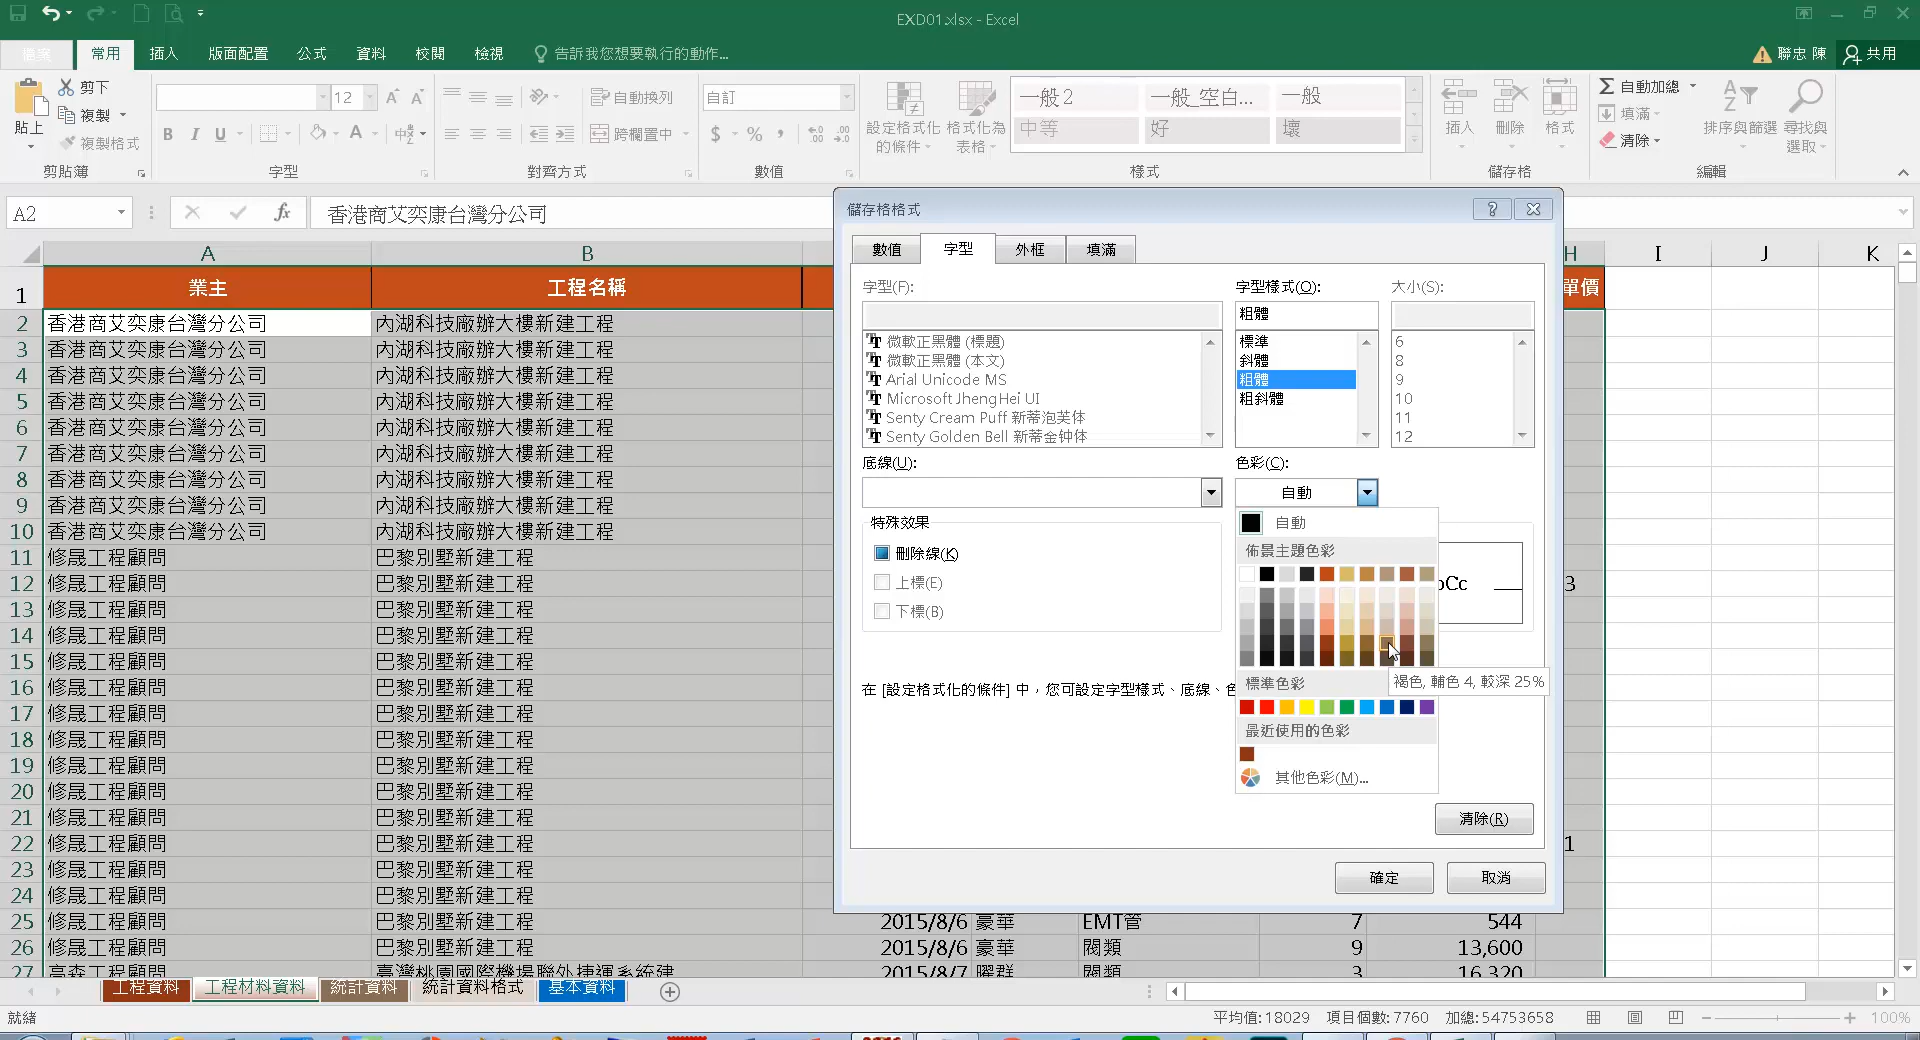 EXD01.xlsx - Excel
檔案 常用 插入 版面配置 公式 資料 校閱 檢視 告訴我您想要執行的動作... 聯忠 陳 共用
貼上 剪下 複製 複製格式 剪貼簿
12 B I U A 字型
自動換列 跨欄置中 對齊方式
自訂 $ % , 數值
設定格式化的條件 格式化為表格
一般 2 一般_空白... 一般
中等 好 壞
樣式
插入 刪除 格式 儲存格
自動加總 填滿 清除 排序與篩選 尋找與選取 編輯
A2 fx 香港商艾奕康台灣分公司
A B H I J K
1 業主 工程名稱 單價
2 香港商艾奕康台灣分公司 內湖科技廠辦大樓新建工程
3 香港商艾奕康台灣分公司 內湖科技廠辦大樓新建工程
4 香港商艾奕康台灣分公司 內湖科技廠辦大樓新建工程
5 香港商艾奕康台灣分公司 內湖科技廠辦大樓新建工程
6 香港商艾奕康台灣分公司 內湖科技廠辦大樓新建工程
7 香港商艾奕康台灣分公司 內湖科技廠辦大樓新建工程
8 香港商艾奕康台灣分公司 內湖科技廠辦大樓新建工程
9 香港商艾奕康台灣分公司 內湖科技廠辦大樓新建工程
10 香港商艾奕康台灣分公司 內湖科技廠辦大樓新建工程
11 修晟工程顧問 巴黎別墅新建工程
12 修晟工程顧問 巴黎別墅新建工程 3
13 修晟工程顧問 巴黎別墅新建工程
14 修晟工程顧問 巴黎別墅新建工程
15 修晟工程顧問 巴黎別墅新建工程
16 修晟工程顧問 巴黎別墅新建工程
17 修晟工程顧問 巴黎別墅新建工程
18 修晟工程顧問 巴黎別墅新建工程
19 修晟工程顧問 巴黎別墅新建工程
20 修晟工程顧問 巴黎別墅新建工程
21 修晟工程顧問 巴黎別墅新建工程
22 修晟工程顧問 巴黎別墅新建工程 1
23 修晟工程顧問 巴黎別墅新建工程
24 修晟工程顧問 巴黎別墅新建工程
25 修晟工程顧問 巴黎別墅新建工程 2015/8/6 豪華 EMT管 7 544
26 修晟工程顧問 巴黎別墅新建工程 2015/8/6 豪華 閥類 9 13,600
27 高森工程顧問 臺灣桃園國際機場聯外捷運系統建 2015/8/7 曜群 閥類 3 16,320
儲存格格式
數值 字型 外框 填滿
字型(F): 字型樣式(O): 大小(S):
粗體
微軟正黑體 (標題) 標準 6
微軟正黑體 (本文) 斜體 8
Arial Unicode MS 粗體 9
Microsoft JhengHei UI 粗斜體 10
Senty Cream Puff 新蒂泡芙体 11
Senty Golden Bell 新蒂金钟体 12
底線(U): 色彩(C):
自動
特殊效果 自動
刪除線(K) 佈景主題色彩
上標(E)
下標(B)
褐色, 輔色 4, 較深 25%
在 [設定格式化的條件] 中，您可設定字型樣式、底線、色
標準色彩
最近使用的色彩
其他色彩(M)...
清除(R)
確定 取消
工程資料 工程材料資料 統計資料 統計資料格式 基本資料
就緒 平均值: 18029 項目個數: 7760 加總: 54753658 100%